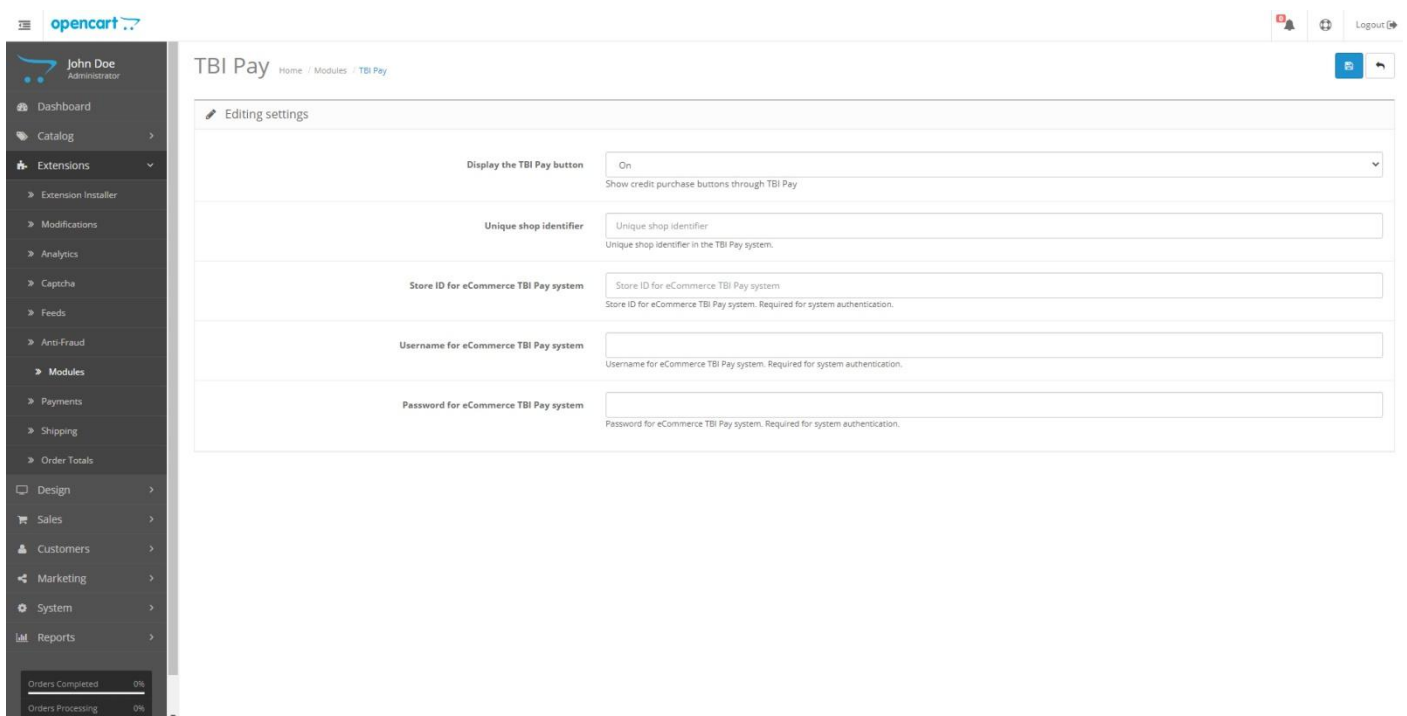 opencart
0
Logout
John Doe
Administrator
TBI Pay
Home / Modules / TBI Pay
Dashboard
Catalog
Extensions
Extension Installer
Modifications
Analytics
Captcha
Feeds
Anti-Fraud
Modules
Payments
Shipping
Order Totals
Design
Sales
Customers
Marketing
System
Reports
Orders Completed 0%
Orders Processing 0%
Editing settings
Display the TBI Pay button
On
Show credit purchase buttons through TBI Pay
Unique shop identifier
Unique shop identifier
Unique shop identifier in the TBI Pay system.
Store ID for eCommerce TBI Pay system
Store ID for eCommerce TBI Pay system
Store ID for eCommerce TBI Pay system. Required for system authentication.
Username for eCommerce TBI Pay system
Username for eCommerce TBI Pay system. Required for system authentication.
Password for eCommerce TBI Pay system
Password for eCommerce TBI Pay system. Required for system authentication.